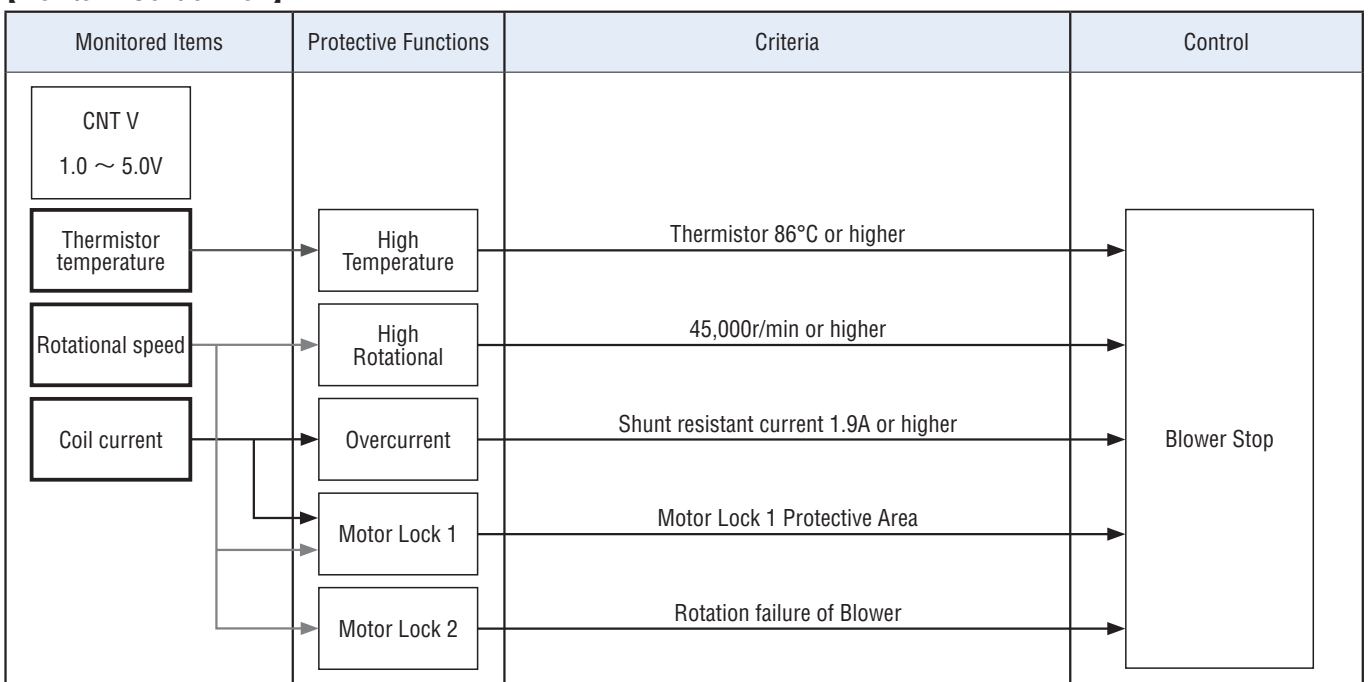 Monitored Items
Protective Functions
Criteria
Control
CNT V
1.0 ～ 5.0V
Thermistor
temperature
High
Temperature
Thermistor 86°C or higher
Rotational speed
High
Rotational
45,000r/min or higher
Coil current
Overcurrent
Shunt resistant current 1.9A or higher
Blower Stop
Motor Lock 1
Motor Lock 1 Protective Area
Motor Lock 2
Rotation failure of Blower